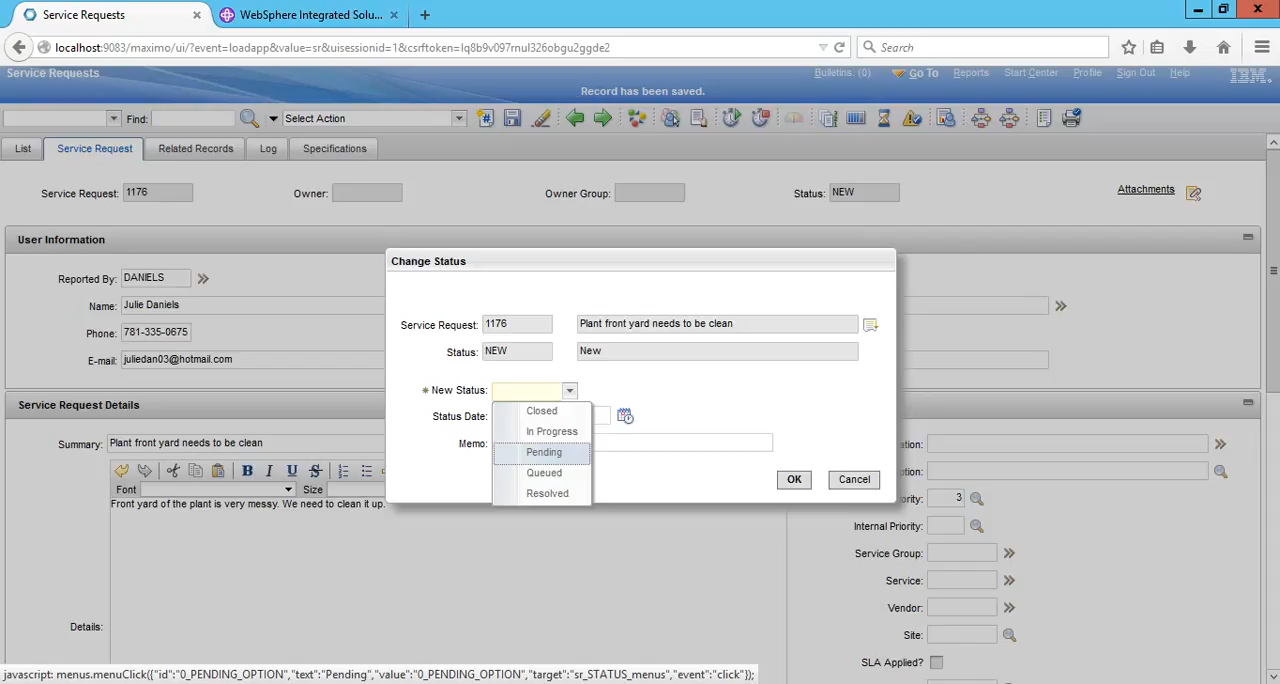 Service Requests
WebSphere Integrated Solu...
localhost:9083/maximo/ui/?event=loadapp&value=sr&uisessionid=1&csrftoken=lq8b9v097rnul326obgu2ggde2
Search
Service Requests
Bulletins: (0)
Go To
Reports
Start Center
Profile
Sign Out
Help
IBM
Record has been saved.
Find:
Select Action
List
Service Request
Related Records
Log
Specifications
Service Request: 1176
Owner:
Owner Group:
Status: NEW
Attachments
User Information
Reported By: DANIELS
Name: Julie Daniels
Phone: 781-335-0675
E-mail: juliedan03@hotmail.com
Change Status
Service Request: 1176 Plant front yard needs to be clean
Status: NEW New
* New Status:
Status Date:
Memo:
Closed
In Progress
Pending
Queued
Resolved
OK
Cancel
Service Request Details
Summary: Plant front yard needs to be clean
B I U S
Font
Size
Front yard of the plant is very messy. We need to clean it up.
Details:
3
Internal Priority:
Service Group:
Service:
Vendor:
Site:
SLA Applied?
javascript: menus.menuClick({"id":"0_PENDING_OPTION","text":"Pending","value":"0_PENDING_OPTION","target":"sr_STATUS_menus","event":"click"});